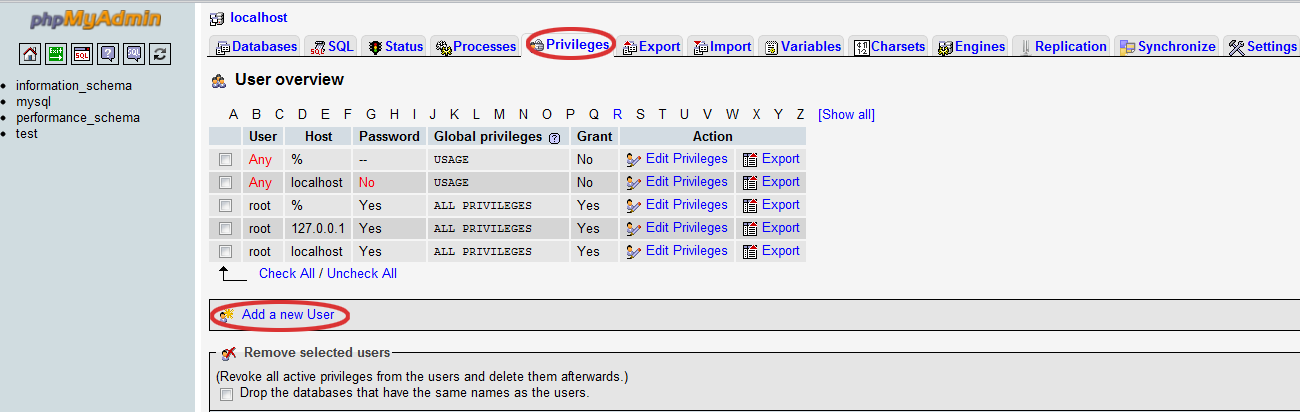 phpMyAdmin
localhost
Databases SQL Status Processes Privileges Export Import Variables Charsets Engines Replication Synchronize Settings
SQL SQL
information_schema
mysql
performance_schema
test
User overview
A B C D E F G H I J K L M N O P Q R S T U V W X Y Z [Show all]
User Host Password Global privileges ? Grant Action
Any % -- USAGE No Edit Privileges Export
Any localhost No USAGE No Edit Privileges Export
root % Yes ALL PRIVILEGES Yes Edit Privileges Export
root 127.0.0.1 Yes ALL PRIVILEGES Yes Edit Privileges Export
root localhost Yes ALL PRIVILEGES Yes Edit Privileges Export
Check All / Uncheck All
Add a new User
Remove selected users
(Revoke all active privileges from the users and delete them afterwards.)
Drop the databases that have the same names as the users.